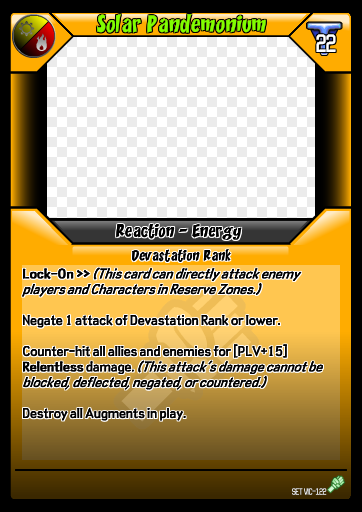 Solar Pandemonium
22
Reaction - Energy
Devastation Rank
Lock-On >> (This card can directly attack enemy
players and Characters in Reserve Zones.)
Negate 1 attack of Devastation Rank or lower.
Counter-hit all allies and enemies for [PLV+15]
Relentless damage. (This attack's damage cannot be
blocked, deflected, negated, or countered.)
Destroy all Augments in play.
SET VIC-122